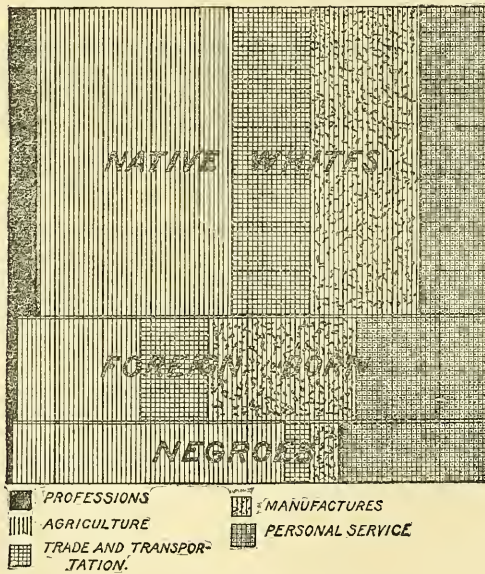 NATIVE WHITES
FOREIGN BORN
NEGROES
PROFESSIONS
AGRICULTURE
TRADE AND TRANSPOR-
TATION.
MANUFACTURES
PERSONAL SERVICE